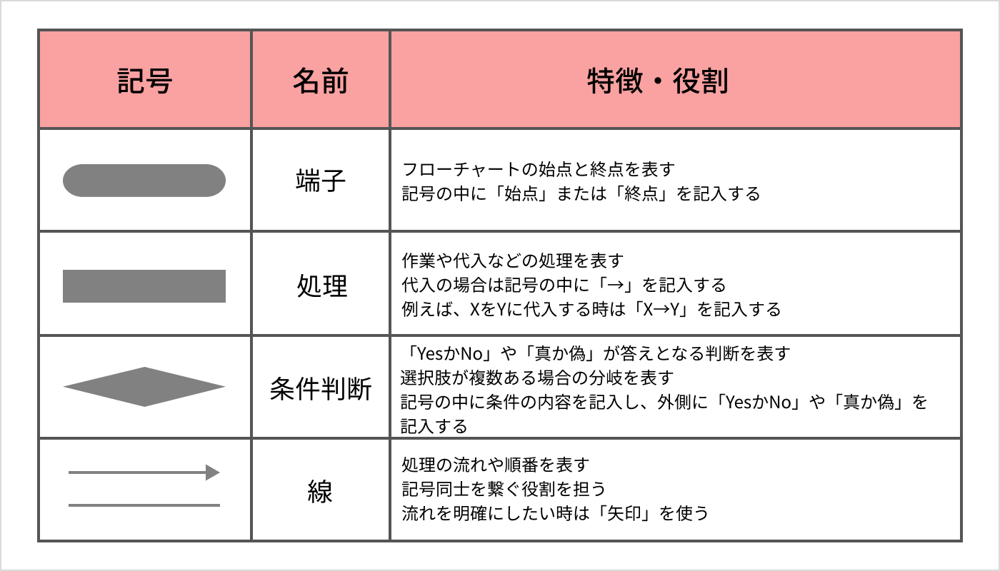 記号
名前
特徴・役割
端子
フローチャートの始点と終点を表す
記号の中に「始点」または「終点」を記入する
処理
作業や代入などの処理を表す
代入の場合は記号の中に「→」を記入する
例えば、XをYに代入する時は「X→Y」を記入する
条件判断
「YesかNo」や「真か偽」が答えとなる判断を表す
選択肢が複数ある場合の分岐を表す
記号の中に条件の内容を記入し、外側に「YesかNo」や「真か偽」を
記入する
線
処理の流れや順番を表す
記号同士を繋ぐ役割を担う
流れを明確にしたい時は「矢印」を使う